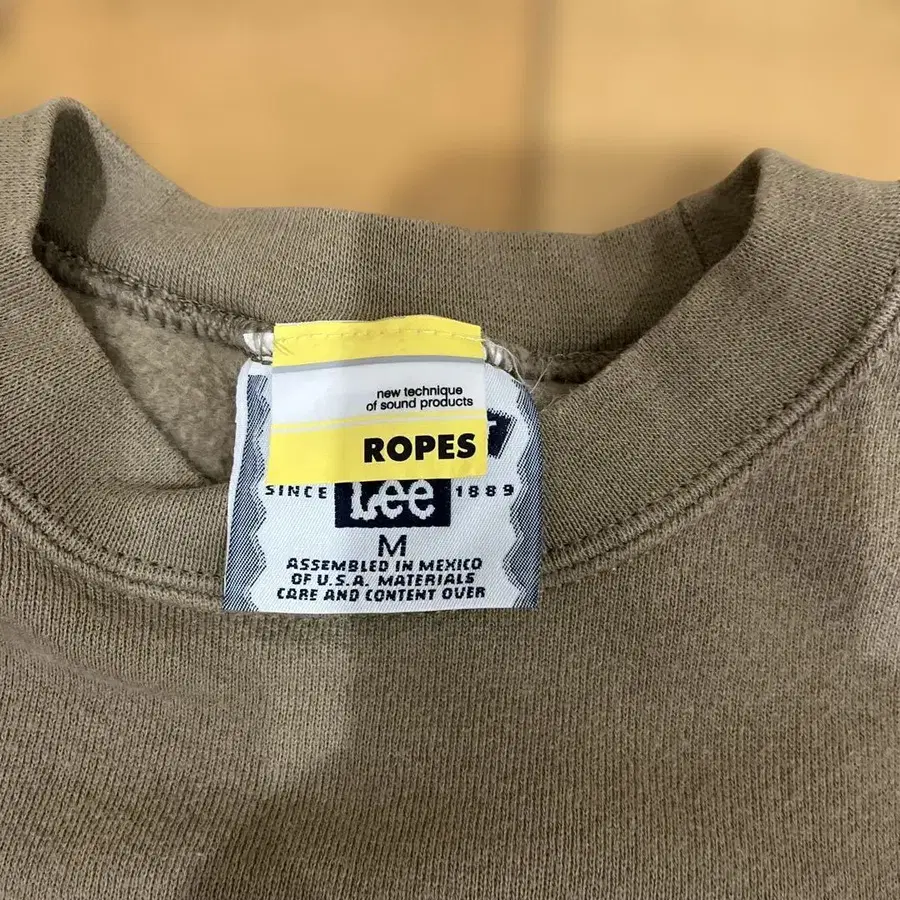 new technique
of sound products
ROPES
SINCE Lee 1889
M
ASSEMBLED IN MEXICO
OF U.S.A. MATERIALS
CARE AND CONTENT OVER